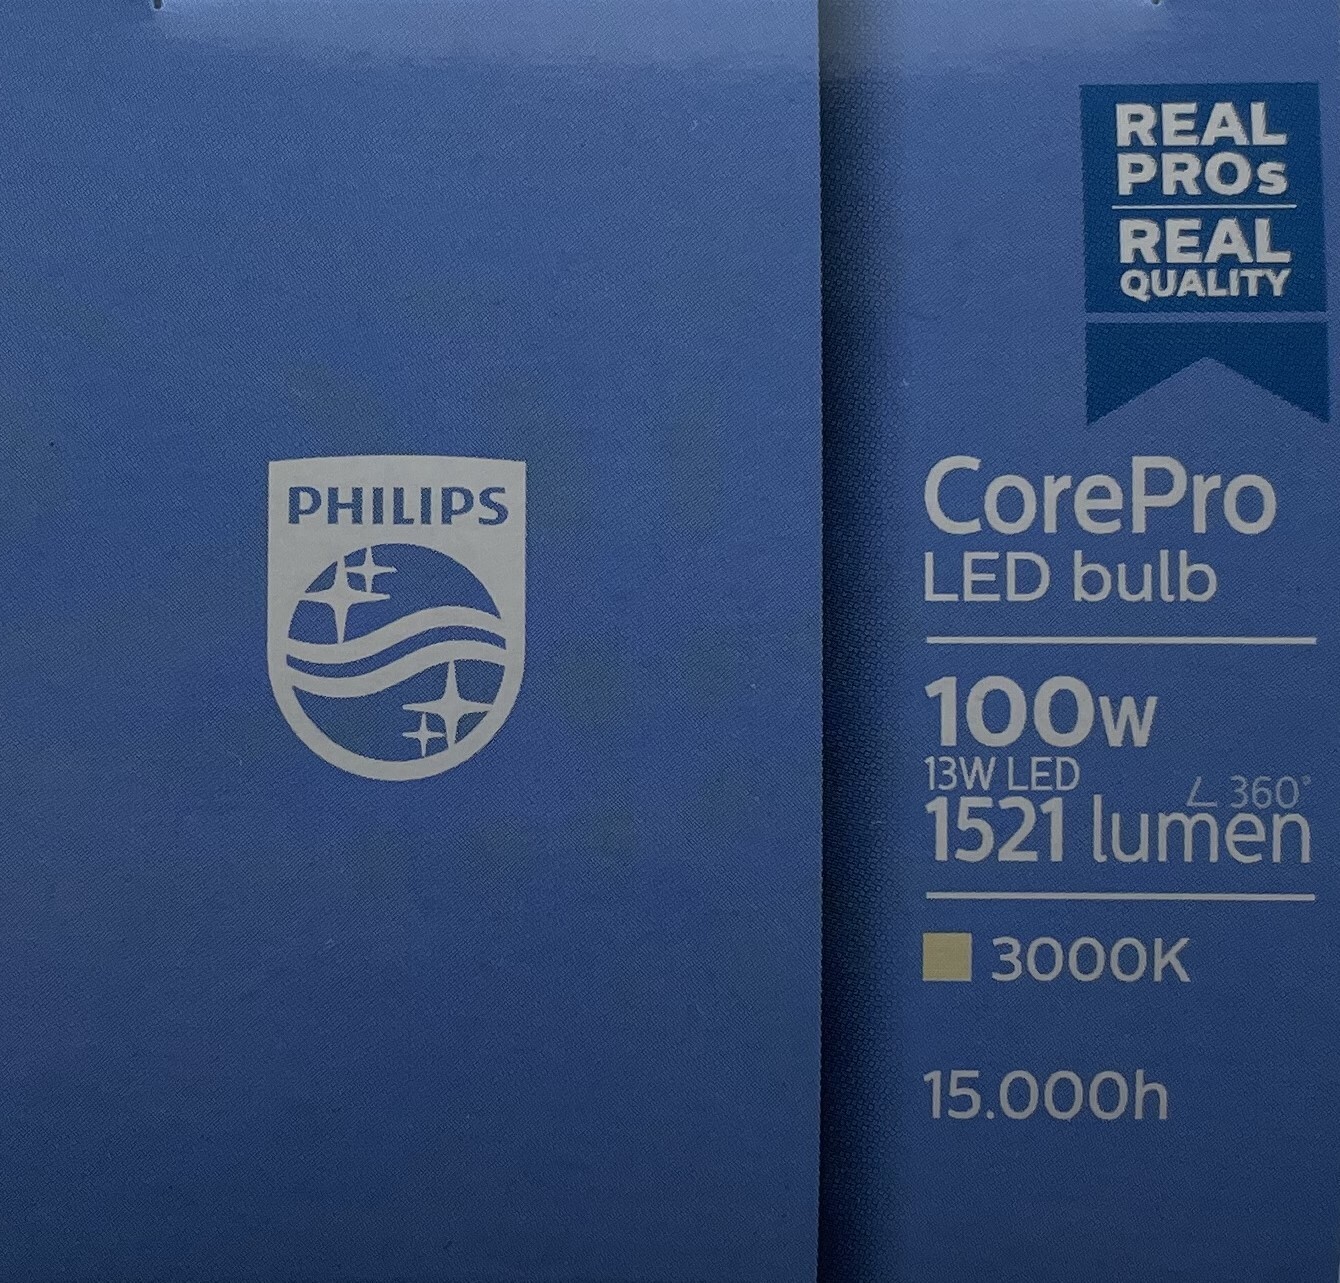 PHILIPS
REAL
PROs
REAL
QUALITY
CorePro
LED bulb
100W
13W LED
∠ 360°
1521 lumen
3000K
15.000h